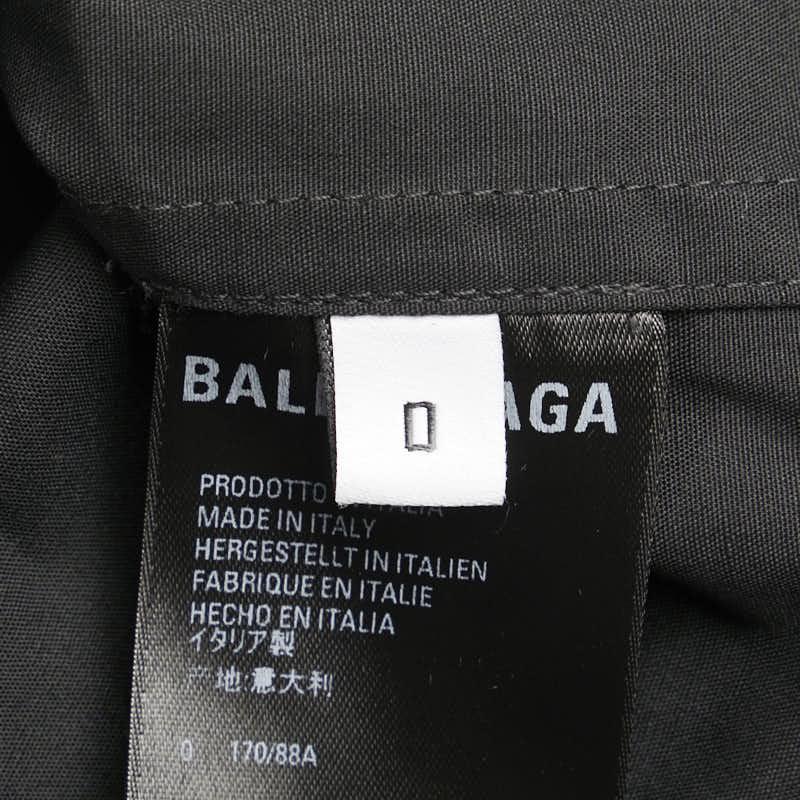 BAL AGA
0
PRODOTTO ITALIA
MADE IN ITALY
HERGESTELLT IN ITALIEN
FABRIQUE EN ITALIE
HECHO EN ITALIA
イタリア製
产地:意大利
0 170/88A